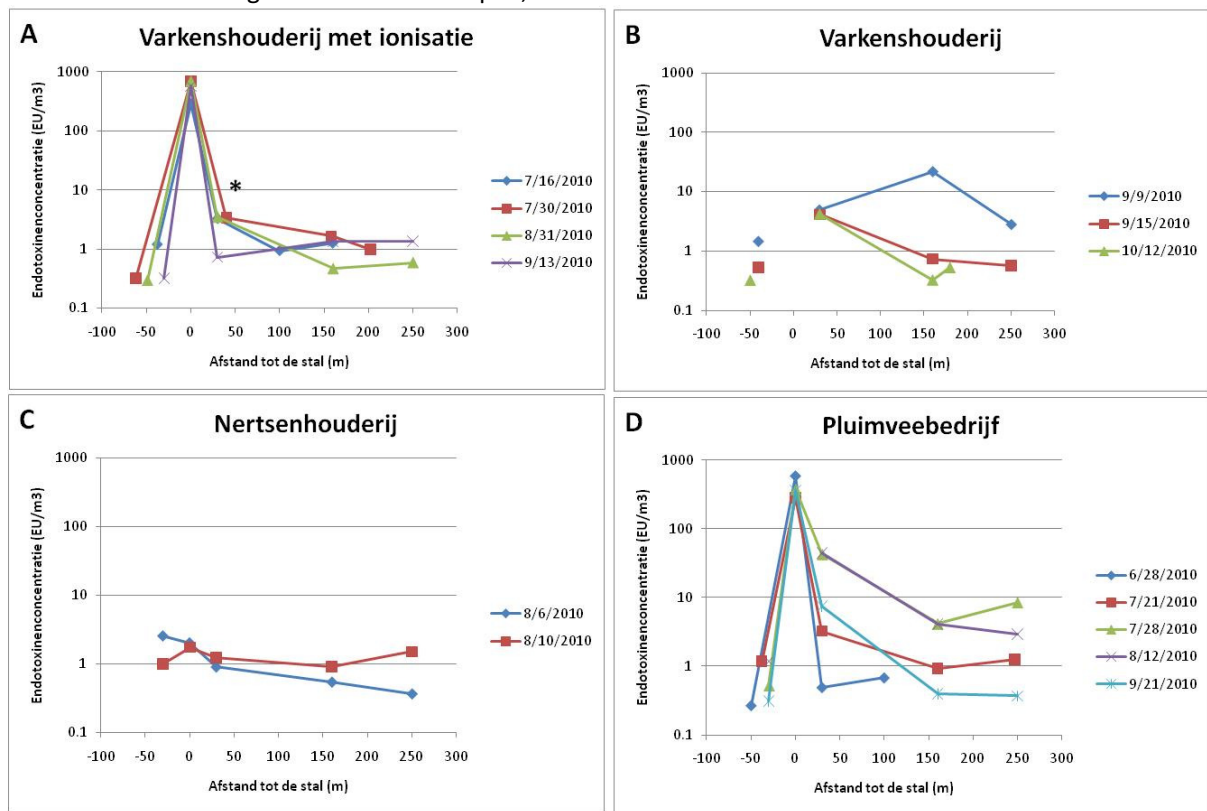 A
Varkenshouderij met ionisatie
Endotoxinenconcentratie (EU/m3)
1000
100
10
1
0.1
*
-100 -50 0 50 100 150 200 250 300
Afstand tot de stal (m)
7/16/2010
7/30/2010
8/31/2010
9/13/2010
B
Varkenshouderij
Endotoxinenconcentratie (EU/m3)
1000
100
10
1
0.1
-100 -50 0 50 100 150 200 250 300
Afstand tot de stal (m)
9/9/2010
9/15/2010
10/12/2010
C
Nertsenhouderij
Endotoxinenconcentratie (EU/m3)
1000
100
10
1
0.1
-100 -50 0 50 100 150 200 250 300
Afstand tot de stal (m)
8/6/2010
8/10/2010
D
Pluimveebedrijf
Endotoxinenconcentratie (EU/m3)
1000
100
10
1
0.1
-100 -50 0 50 100 150 200 250 300
Afstand tot de stal (m)
6/28/2010
7/21/2010
7/28/2010
8/12/2010
9/21/2010